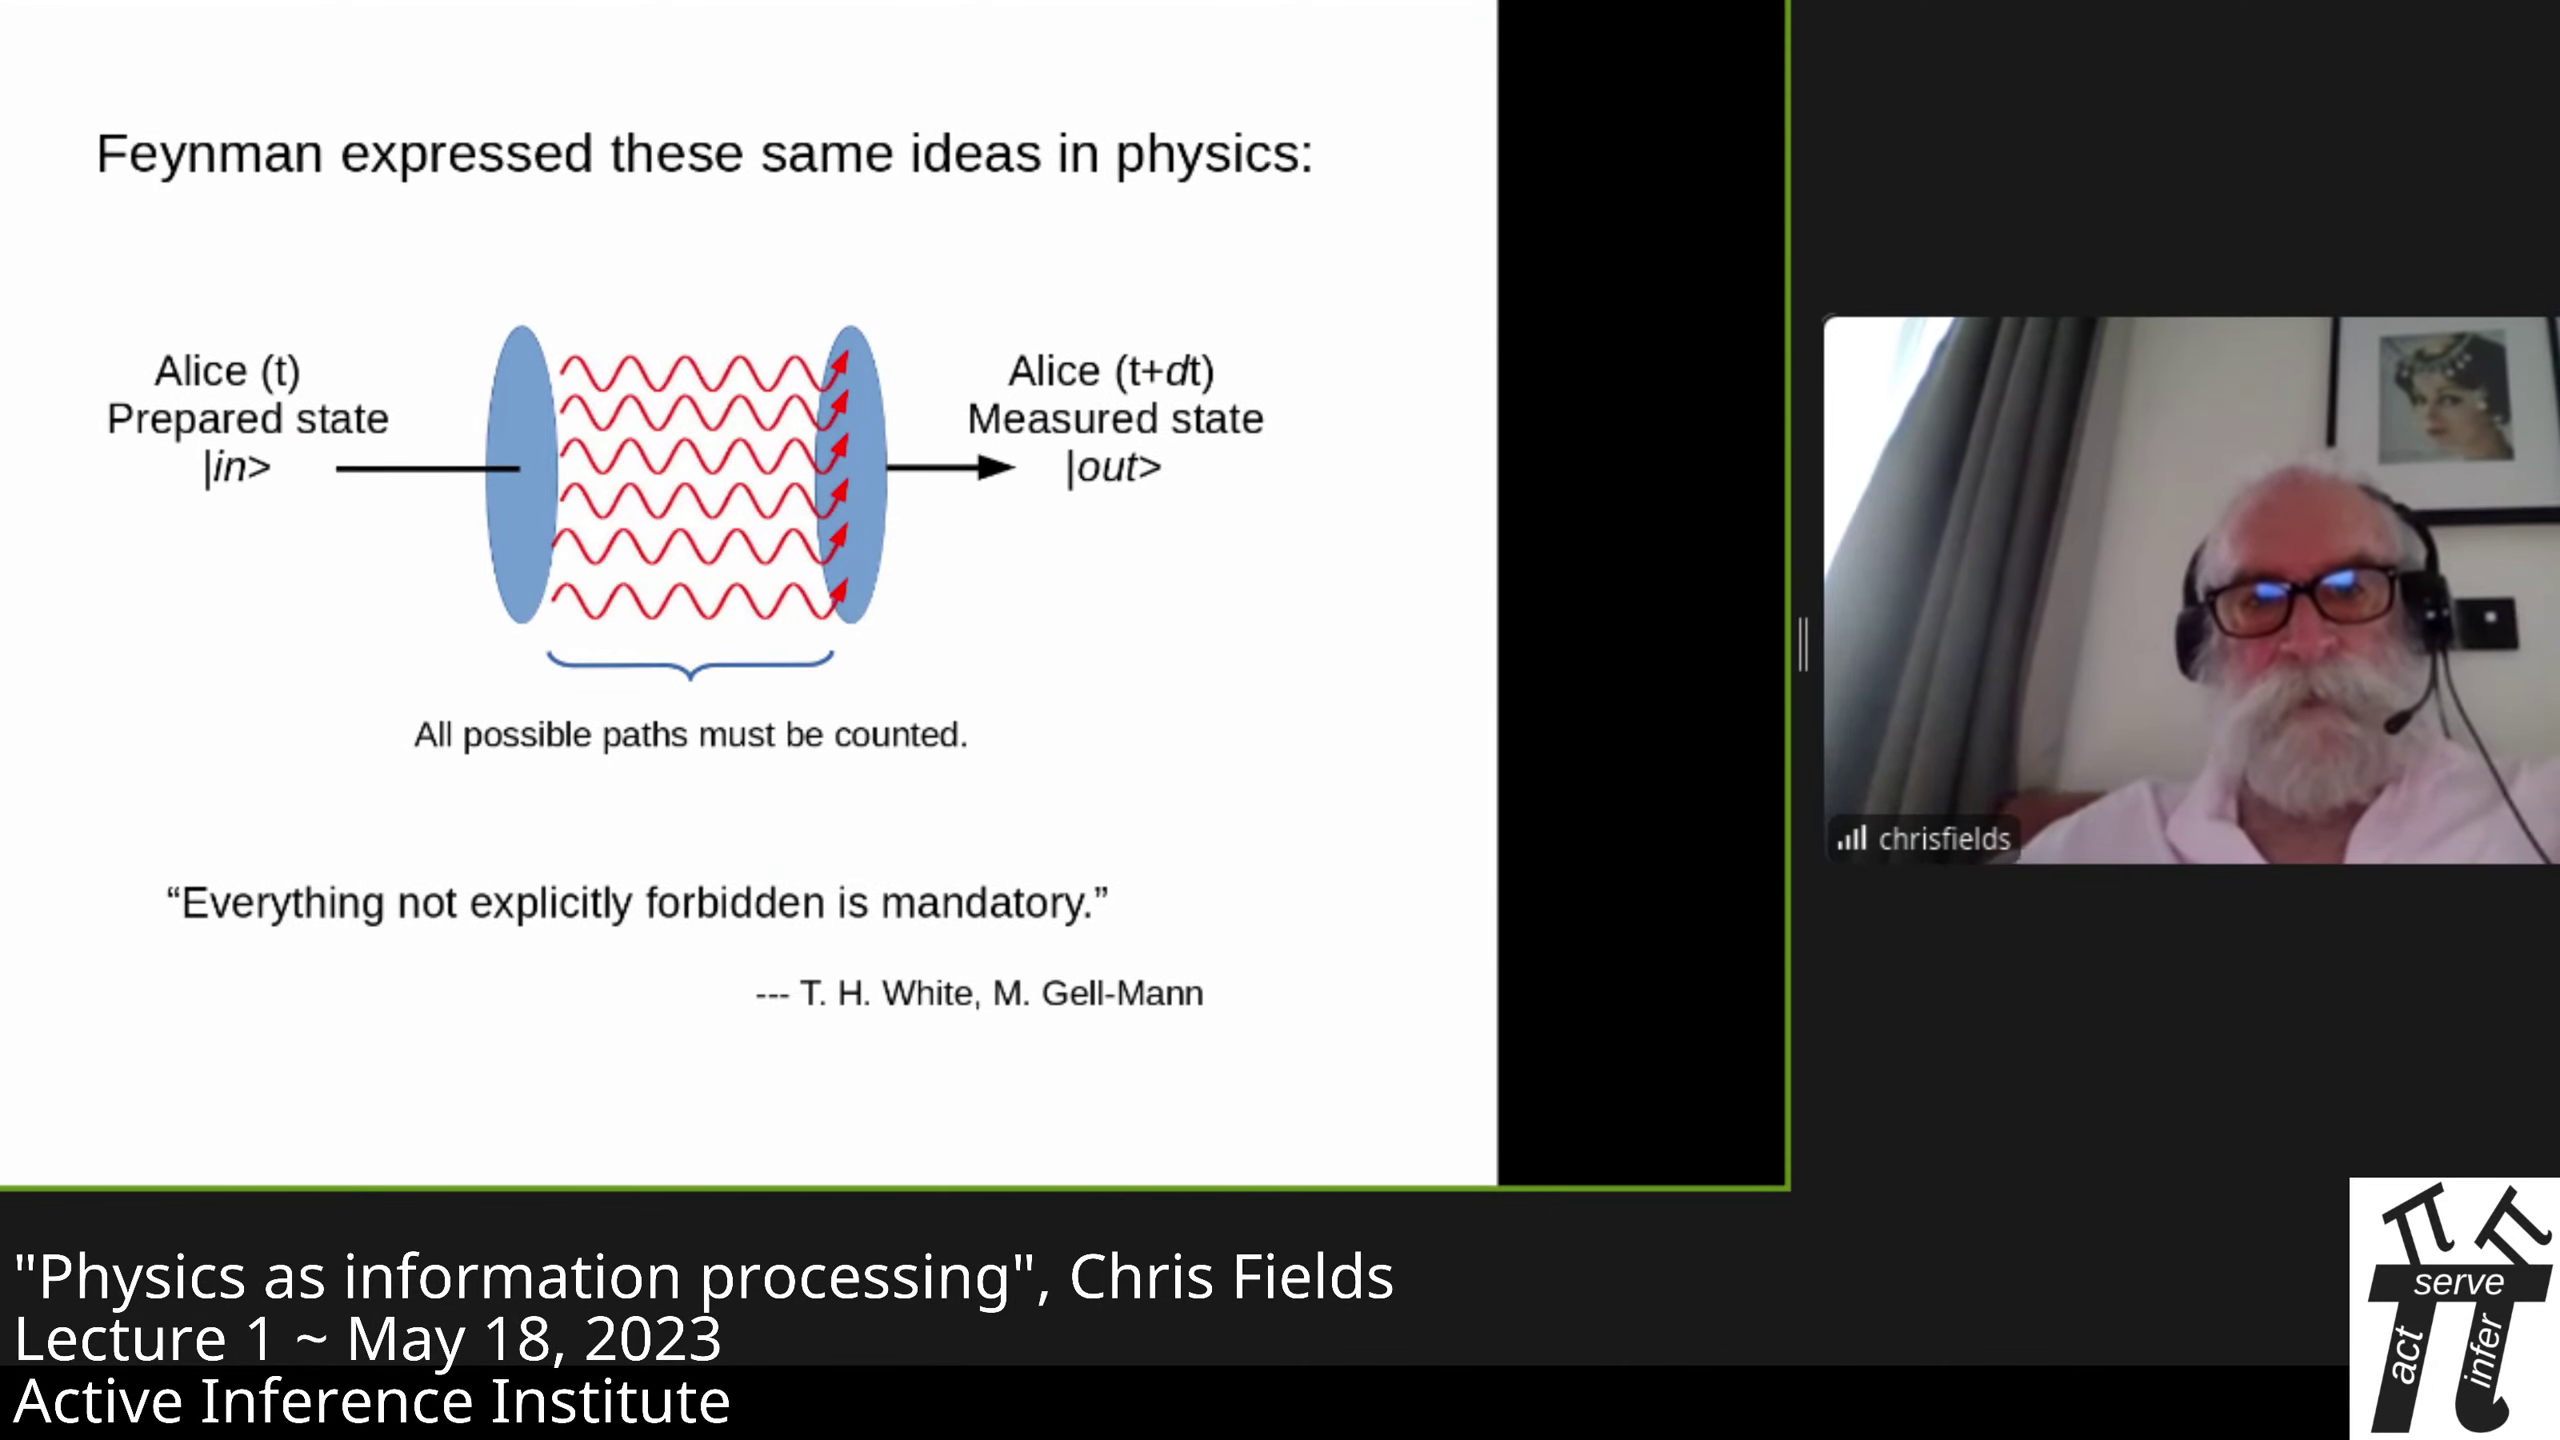 Feynman expressed these same ideas in physics:
Alice (t)
Prepared state
|in>
Alice (t+dt)
Measured state
|out>
All possible paths must be counted.
“Everything not explicitly forbidden is mandatory.”
--- T. H. White, M. Gell-Mann
chrisfields
"Physics as information processing", Chris Fields
Lecture 1 ~ May 18, 2023
Active Inference Institute
serve
act
infer